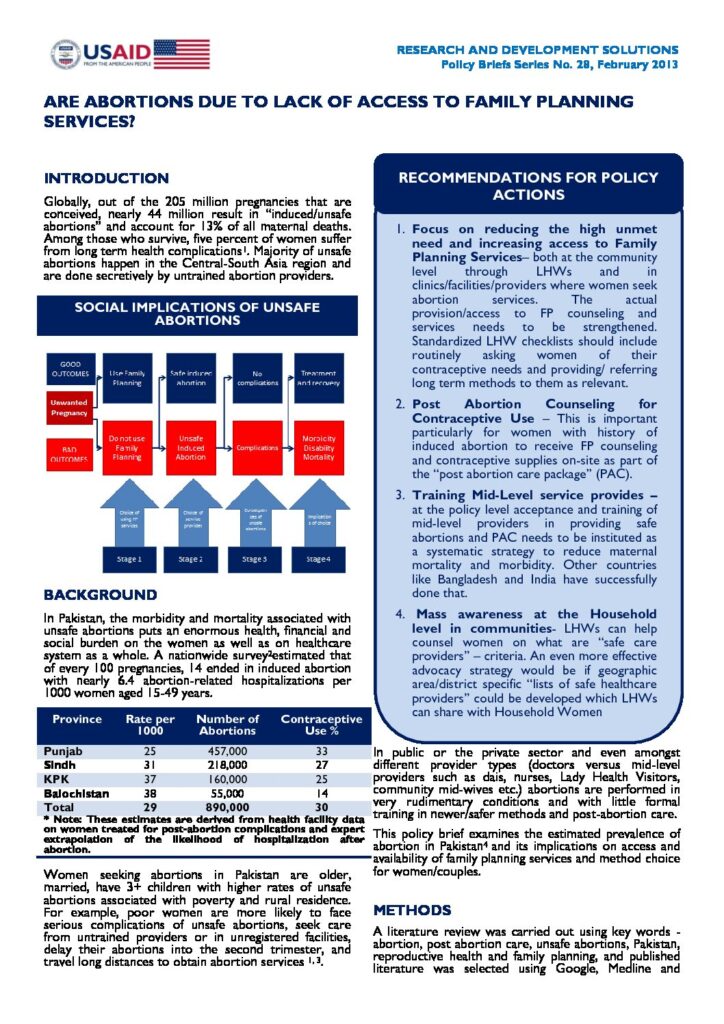 USAID
FROM THE AMERICAN PEOPLE
RESEARCH AND DEVELOPMENT SOLUTIONS
Policy Briefs Series No. 28, February 2013
ARE ABORTIONS DUE TO LACK OF ACCESS TO FAMILY PLANNING
SERVICES?
INTRODUCTION
Globally, out of the 205 million pregnancies that are
conceived, nearly 44 million result in “induced/unsafe
abortions” and account for 13% of all maternal deaths.
Among those who survive, five percent of women suffer
from long term health complications¹. Majority of unsafe
abortions happen in the Central-South Asia region and
are done secretively by untrained abortion providers.
SOCIAL IMPLICATIONS OF UNSAFE
ABORTIONS
GOOD
OUTCOMES
Use Family
Planning
Safe induced
abortion
No
complications
Treatment
and recovery
Unwanted
Pregnancy
BAD
OUTCOMES
Do not use
Family
Planning
Unsafe
Induced
Abortion
Complications
Morbidity
Disability
Mortality
Choice of
using FP
services
Choice of
service
provider
unsafe
abortions
Implication
s of choice
Stage 1
Stage 2
Stage 3
Stage 4
BACKGROUND
In Pakistan, the morbidity and mortality associated with
unsafe abortions puts an enormous health, financial and
social burden on the women as well as on healthcare
system as a whole. A nationwide survey²estimated that
of every 100 pregnancies, 14 ended in induced abortion
with nearly 6.4 abortion-related hospitalizations per
1000 women aged 15-49 years.
Province Rate per 1000 Number of Abortions Contraceptive Use %
Punjab 25 457,000 33
Sindh 31 218,000 27
KPK 37 160,000 25
Balochistan 38 55,000 14
Total 29 890,000 30
* Note: These estimates are derived from health facility data
on women treated for post-abortion complications and expert
extrapolation of the likelihood of hospitalization after
abortion.
Women seeking abortions in Pakistan are older,
married, have 3+ children with higher rates of unsafe
abortions associated with poverty and rural residence.
For example, poor women are more likely to face
serious complications of unsafe abortions, seek care
from untrained providers or in unregistered facilities,
delay their abortions into the second trimester, and
travel long distances to obtain abortion services ¹,³.
RECOMMENDATIONS FOR POLICY
ACTIONS
1. Focus on reducing the high unmet
need and increasing access to Family
Planning Services– both at the community
level through LHWs and in
clinics/facilities/providers where women seek
abortion services. The actual
provision/access to FP counseling and
services needs to be strengthened.
Standardized LHW checklists should include
routinely asking women of their
contraceptive needs and providing/ referring
long term methods to them as relevant.
2. Post Abortion Counseling for
Contraceptive Use – This is important
particularly for women with history of
induced abortion to receive FP counseling
and contraceptive supplies on-site as part of
the “post abortion care package” (PAC).
3. Training Mid-Level service provides –
at the policy level acceptance and training of
mid-level providers in providing safe
abortions and PAC needs to be instituted as
a systematic strategy to reduce maternal
mortality and morbidity. Other countries
like Bangladesh and India have successfully
done that.
4. Mass awareness at the Household
level in communities- LHWs can help
counsel women on what are “safe care
providers” – criteria. An even more effective
advocacy strategy would be if geographic
area/district specific “lists of safe healthcare
providers” could be developed which LHWs
can share with Household Women
In public or the private sector and even amongst
different provider types (doctors versus mid-level
providers such as dais, nurses, Lady Health Visitors,
community mid-wives etc.) abortions are performed in
very rudimentary conditions and with little formal
training in newer/safer methods and post-abortion care.
This policy brief examines the estimated prevalence of
abortion in Pakistan⁴ and its implications on access and
availability of family planning services and method choice
for women/couples.
METHODS
A literature review was carried out using key words -
abortion, post abortion care, unsafe abortions, Pakistan,
reproductive health and family planning, and published
literature was selected using Google, Medline and